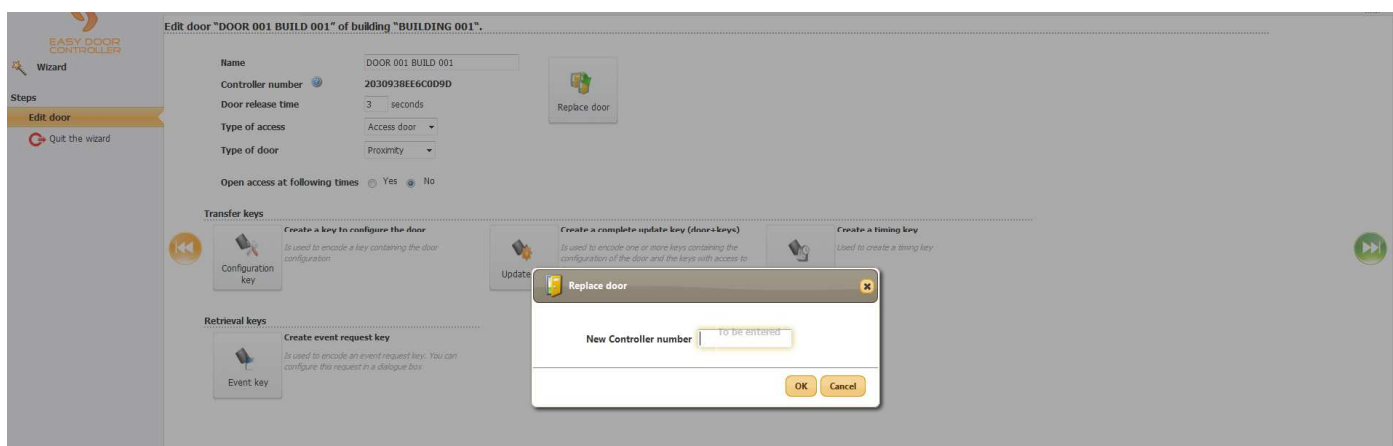 Edit door "DOOR 001 BUILD 001" of building "BUILDING 001".
EASY DOOR
CONTROLLER
Wizard
Steps
Edit door
Quit the wizard
Name DOOR 001 BUILD 001
Controller number 2030938EE6C0D9D
Door release time 3 seconds
Type of access Access door
Type of door Proximity
Open access at following times Yes No
Replace door
Transfer keys
Configuration
key
Create a key to configure the door
Is used to encode a key containing the door
configuration
Update
Create a complete update key (door+keys)
Is used to encode one or more keys containing the
configuration of the door and the keys with access to
Create a timing key
Used to create a timing key
Retrieval keys
Event key
Create event request key
Is used to encode an event request key. You can
configure this request in a dialogue box
Replace door
New Controller number To be entered
OK Cancel